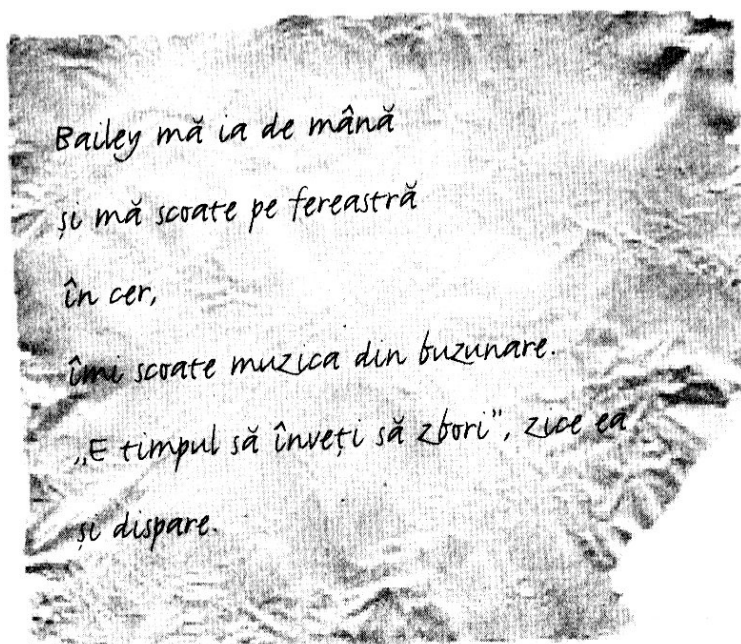 Bailey mă ia de mână
și mă scoate pe fereastră
în cer,
îmi scoate muzica din buzunare.
„E timpul să înveți să zbori”, zice ea
și dispare.